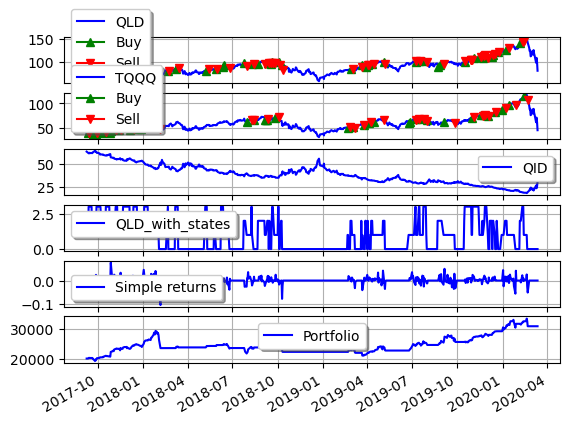 QLD
Buy
Sell
150
100
TQQQ
Buy
Sell
100
50
QID
50
25
QLD_with_states
2.5
0.0
Simple returns
0.0
−0.1
Portfolio
30000
20000
2017-10 2018-01 2018-04 2018-07 2018-10 2019-01 2019-04 2019-07 2019-10 2020-01 2020-04